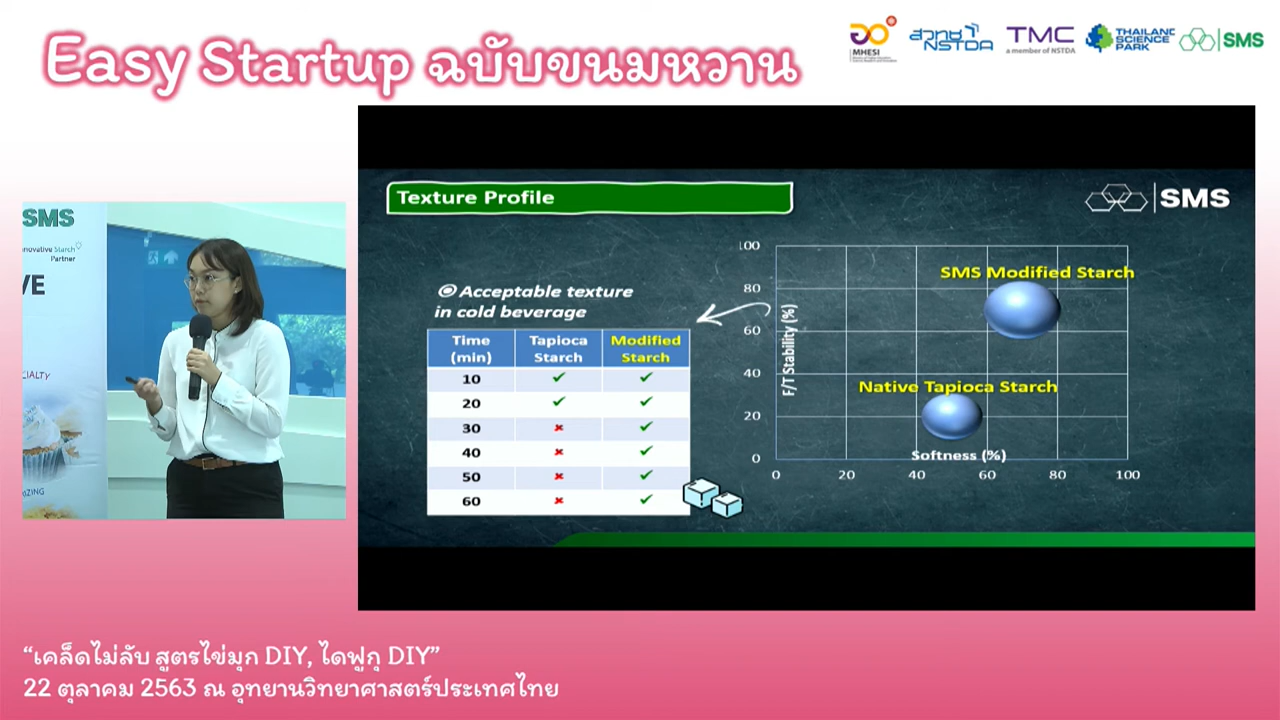 Easy Startup ฉบับขนมหวาน
MHESI
สวทช
NSTDA
TMC
a member of NSTDA
THAILAND
SCIENCE
PARK
SMS
SMS
Innovative Starch
Partner
VE
CIALTY
AZING
Texture Profile
SMS
Acceptable texture
in cold beverage
Time (min) Tapioca Starch Modified Starch
10 ✓ ✓
20 ✓ ✓
30 × ✓
40 × ✓
50 × ✓
60 × ✓
100
80
60
40
20
0
F/T Stability (%)
SMS Modified Starch
Native Tapioca Starch
Softness (%)
0 20 40 60 80 100
“เคล็ดไม่ลับ สูตรไข่มุก DIY, ไดฟูกุ DIY”
22 ตุลาคม 2563 ณ อุทยานวิทยาศาสตร์ประเทศไทย